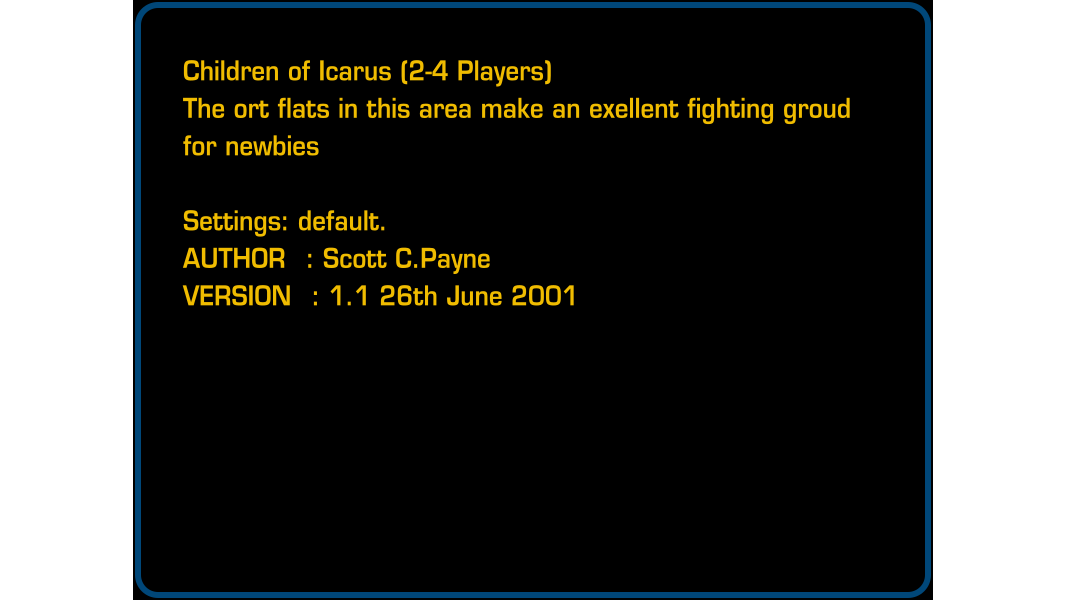 Children of Icarus (2-4 Players)
The ort flats in this area make an exellent fighting groud
for newbies
Settings: default.
AUTHOR : Scott C.Payne
VERSION : 1.1 26th June 2001